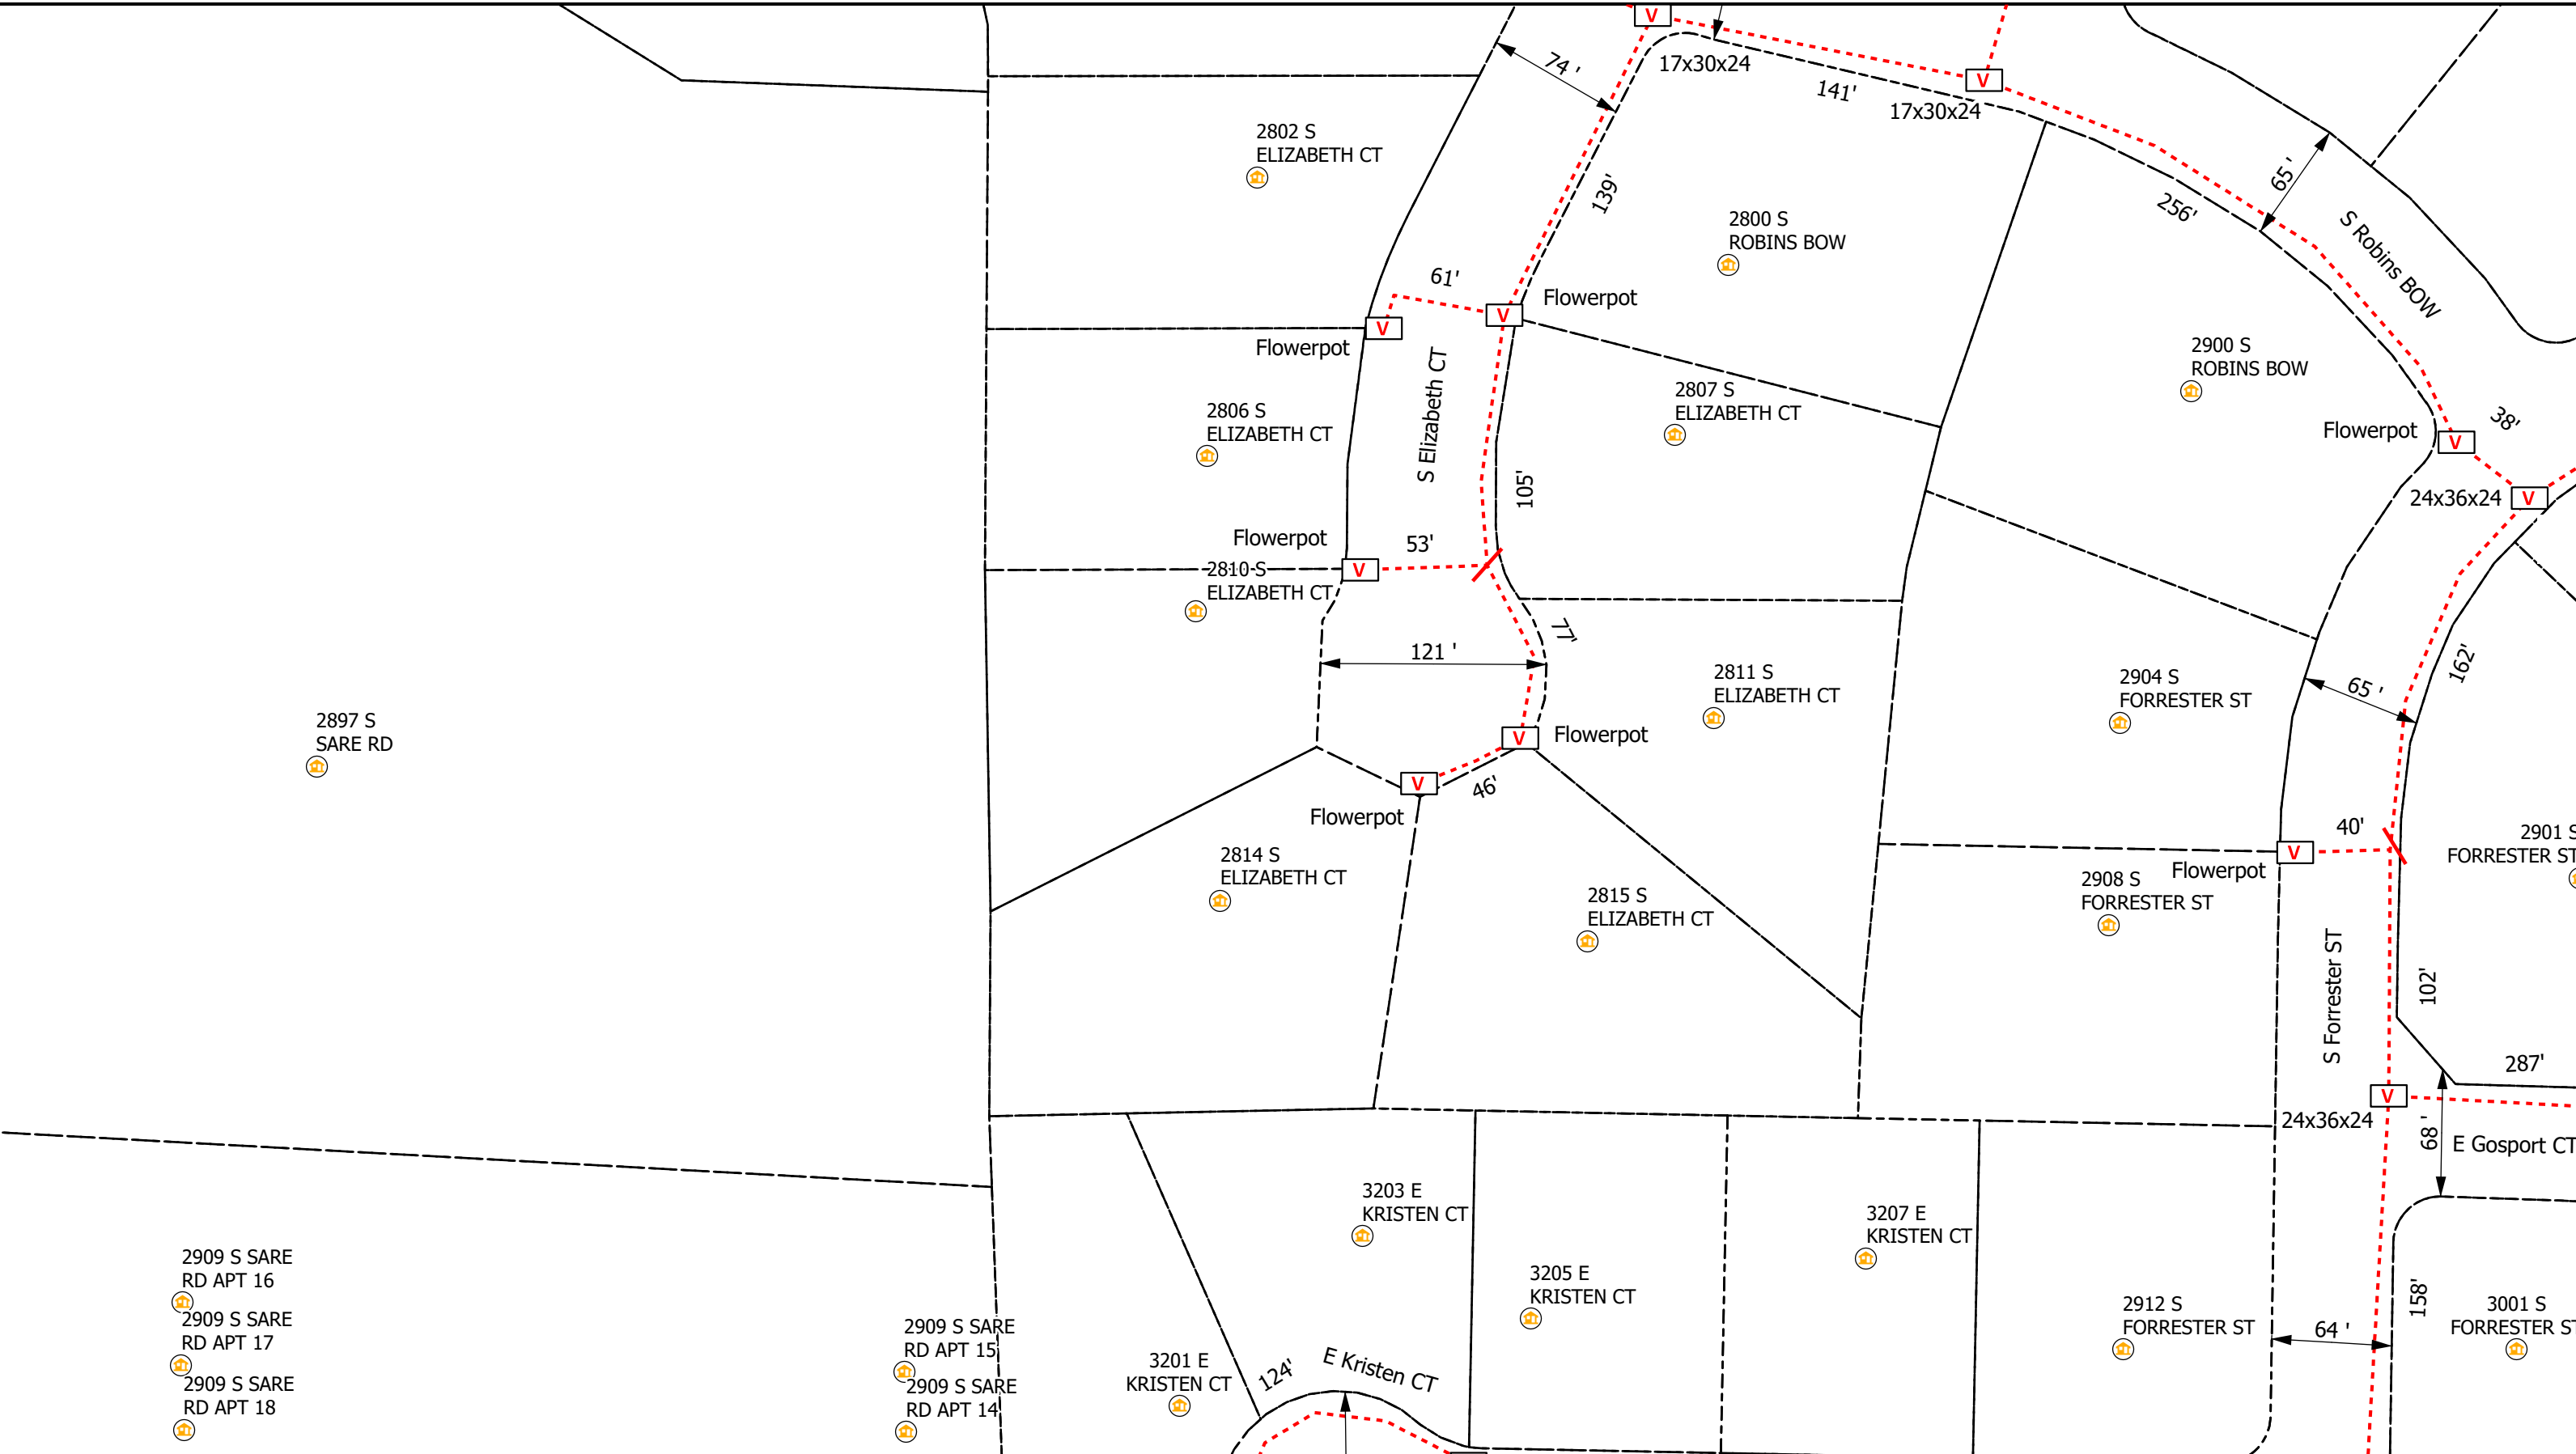 V
74 '
17x30x24
141'
V
17x30x24
2802 S
ELIZABETH CT
139'
2800 S
ROBINS BOW
65'
256'
S Robins BOW
61'
V
Flowerpot
V
Flowerpot
S Elizabeth CT
2900 S
ROBINS BOW
2806 S
ELIZABETH CT
2807 S
ELIZABETH CT
Flowerpot
V
38'
24x36x24
V
105'
Flowerpot
V
53'
2810 S
ELIZABETH CT
77'
121 '
2811 S
ELIZABETH CT
162'
2904 S
FORRESTER ST
65 '
2897 S
SARE RD
V
Flowerpot
V
46'
Flowerpot
40'
V
Flowerpot
2901 S
FORRESTER ST
2814 S
ELIZABETH CT
2815 S
ELIZABETH CT
2908 S
FORRESTER ST
S Forrester ST
102'
287'
V
24x36x24
68 '
E Gosport CT
3203 E
KRISTEN CT
3207 E
KRISTEN CT
2909 S SARE
RD APT 16
2909 S SARE
RD APT 17
2909 S SARE
RD APT 18
2909 S SARE
RD APT 15
2909 S SARE
RD APT 14
3205 E
KRISTEN CT
3201 E
KRISTEN CT
124'
E Kristen CT
2912 S
FORRESTER ST
64 '
158'
3001 S
FORRESTER ST